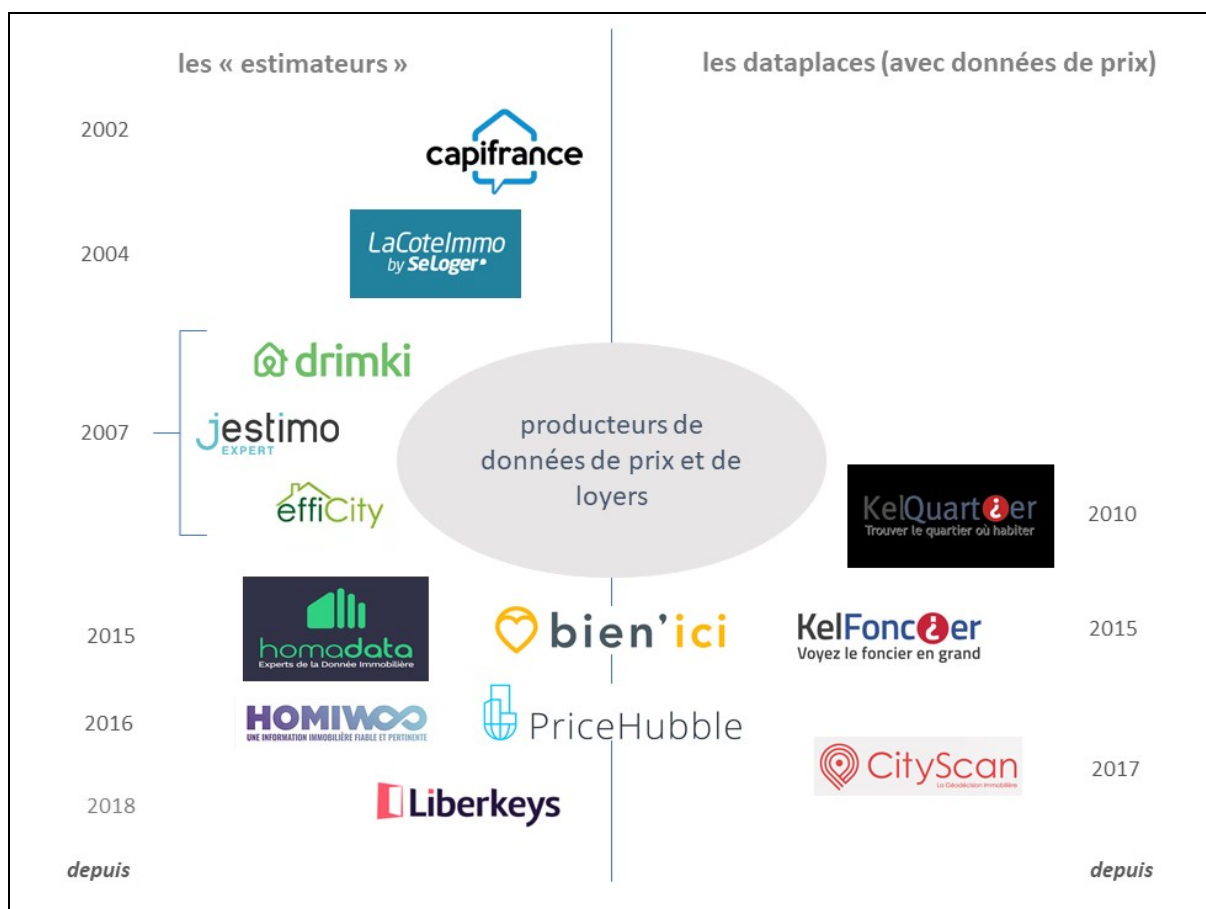 les « estimateurs »
les dataplaces (avec données de prix)
2002
capifrance
2004
LaCoteImmo
by SeLoger
drimki
2007
jestimo
EXPERT
effiCity
producteurs de
données de prix et de
loyers
KelQuartier
Trouver le quartier où habiter
2010
2015
homadata
Experts de la Donnée Immobilière
bien'ici
KelFoncier
Voyez le foncier en grand
2015
2016
HOMIWOO
UNE INFORMATION IMMOBILIÈRE FIABLE ET PERTINENTE
PriceHubble
CityScan
La Géodécision Immobilière
2017
2018
Liberkeys
depuis
depuis